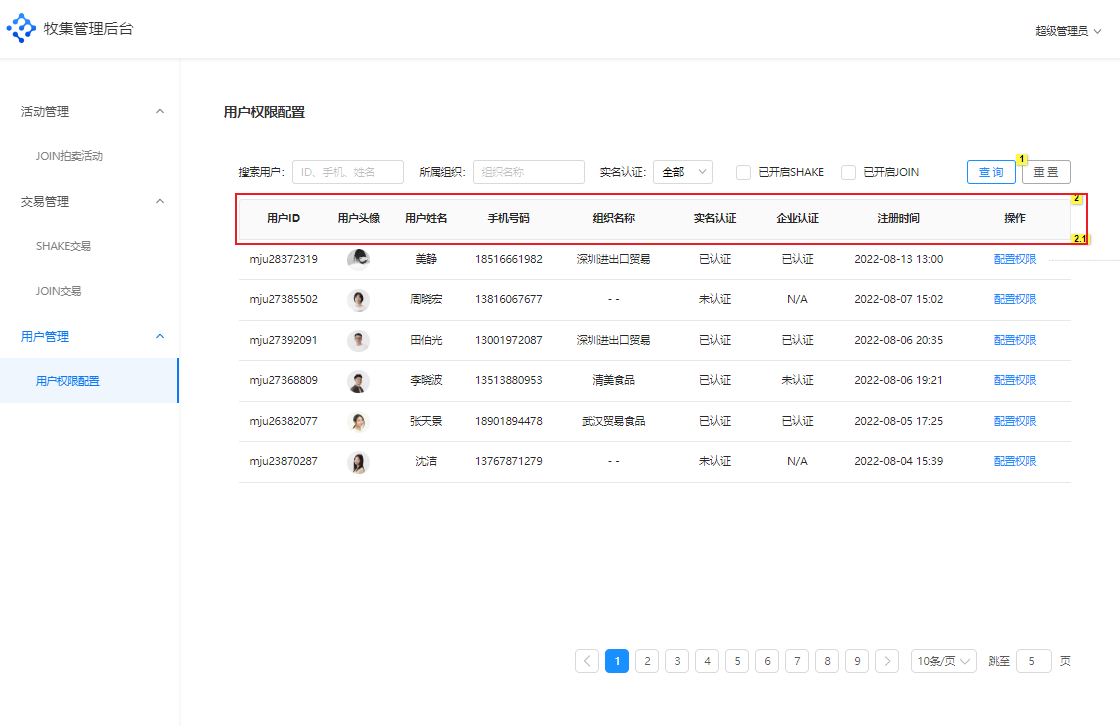 牧集管理后台
超级管理员
活动管理
JOIN拍卖活动
交易管理
SHAKE交易
JOIN交易
用户管理
用户权限配置
用户权限配置
搜索用户: ID、手机、姓名 所属组织: 组织名称 实名认证: 全部 已开启SHAKE 已开启JOIN 查 询 1 重 置
2
用户ID 用户头像 用户姓名 手机号码 组织名称 实名认证 企业认证 注册时间 操作
2.1
mju28372319 美静 18516661982 深圳进出口贸易 已认证 已认证 2022-08-13 13:00 配置权限
mju27385502 周晓宏 13816067677 - - 未认证 N/A 2022-08-07 15:02 配置权限
mju27392091 田伯光 13001972087 深圳进出口贸易 已认证 已认证 2022-08-06 20:35 配置权限
mju27368809 李晓波 13513880953 清美食品 已认证 未认证 2022-08-06 19:21 配置权限
mju26382077 张天景 18901894478 武汉贸易食品 已认证 已认证 2022-08-05 17:25 配置权限
mju23870287 沈洁 13767871279 - - 未认证 N/A 2022-08-04 15:39 配置权限
1 2 3 4 5 6 7 8 9 10条/页 跳至 5 页